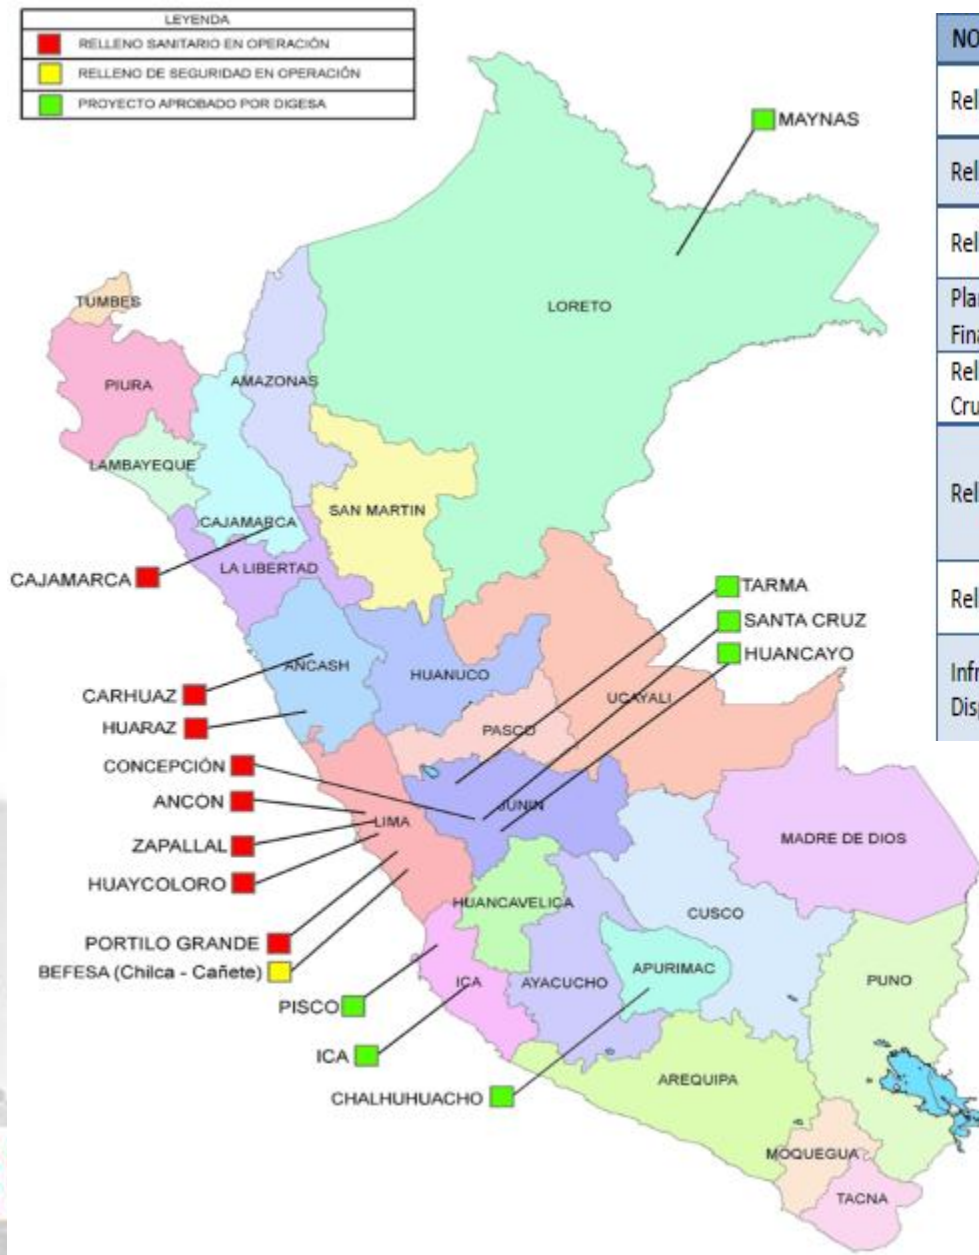 LEYENDA
RELLENO SANITARIO EN OPERACIÓN
RELLENO DE SEGURIDAD EN OPERACIÓN
PROYECTO APROBADO POR DIGESA
MAYNAS
LORETO
TUMBES
PIURA
AMAZONAS
LAMBAYEQUE
SAN MARTIN
CAJAMARCA
LA LIBERTAD
CAJAMARCA
TARMA
SANTA CRUZ
HUANCAYO
ANCASH
HUANUCO
UCAYALI
CARHUAZ
HUARAZ
PASCO
CONCEPCIÓN
ANCÓN
JUNIN
LIMA
ZAPALLAL
MADRE DE DIOS
HUAYCOLORO
HUANCAVELICA
CUSCO
PORTILO GRANDE
BEFESA (Chilca - Cañete)
ICA
AYACUCHO
APURIMAC
PUNO
PISCO
ICA
AREQUIPA
CHALHUHUACHO
MOQUEGUA
TACNA
NO
Rel
Rel
Rel
Plan
Fina
Rel
Cru
Rel
Rel
Infr
Disp